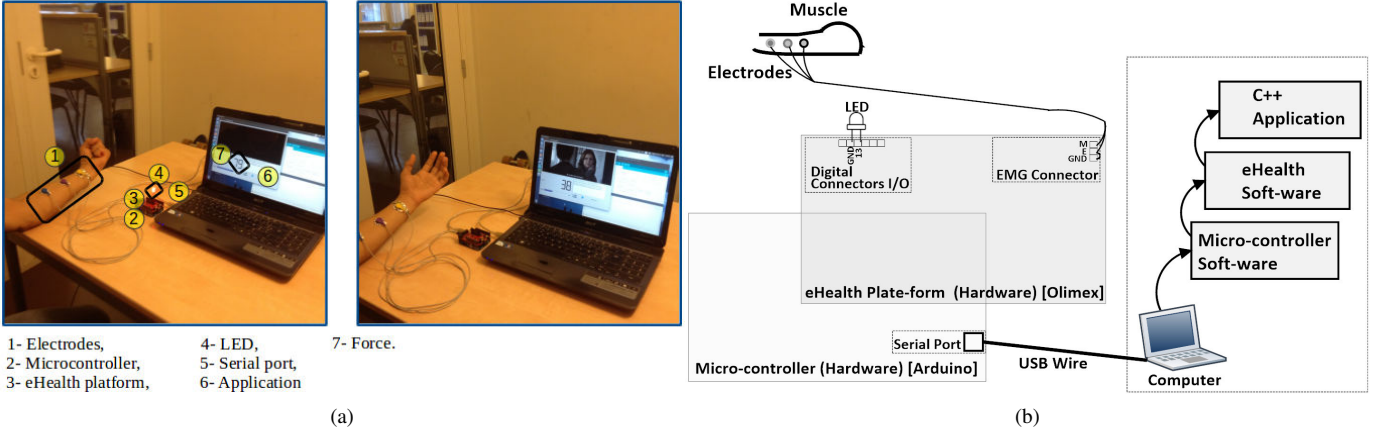 1
2
3
4
5
6
7
38
1- Electrodes,
2- Microcontroller,
3- eHealth platform,
4- LED,
5- Serial port,
6- Application
7- Force.
(a)
Muscle
Electrodes
LED
GND
13
Digital
Connectors I/O
M
E
GND
EMG Connector
eHealth Plate-form (Hardware) [Olimex]
Serial Port
Micro-controller (Hardware) [Arduino]
USB Wire
C++
Application
eHealth
Soft-ware
Micro-controller
Soft-ware
Computer
(b)